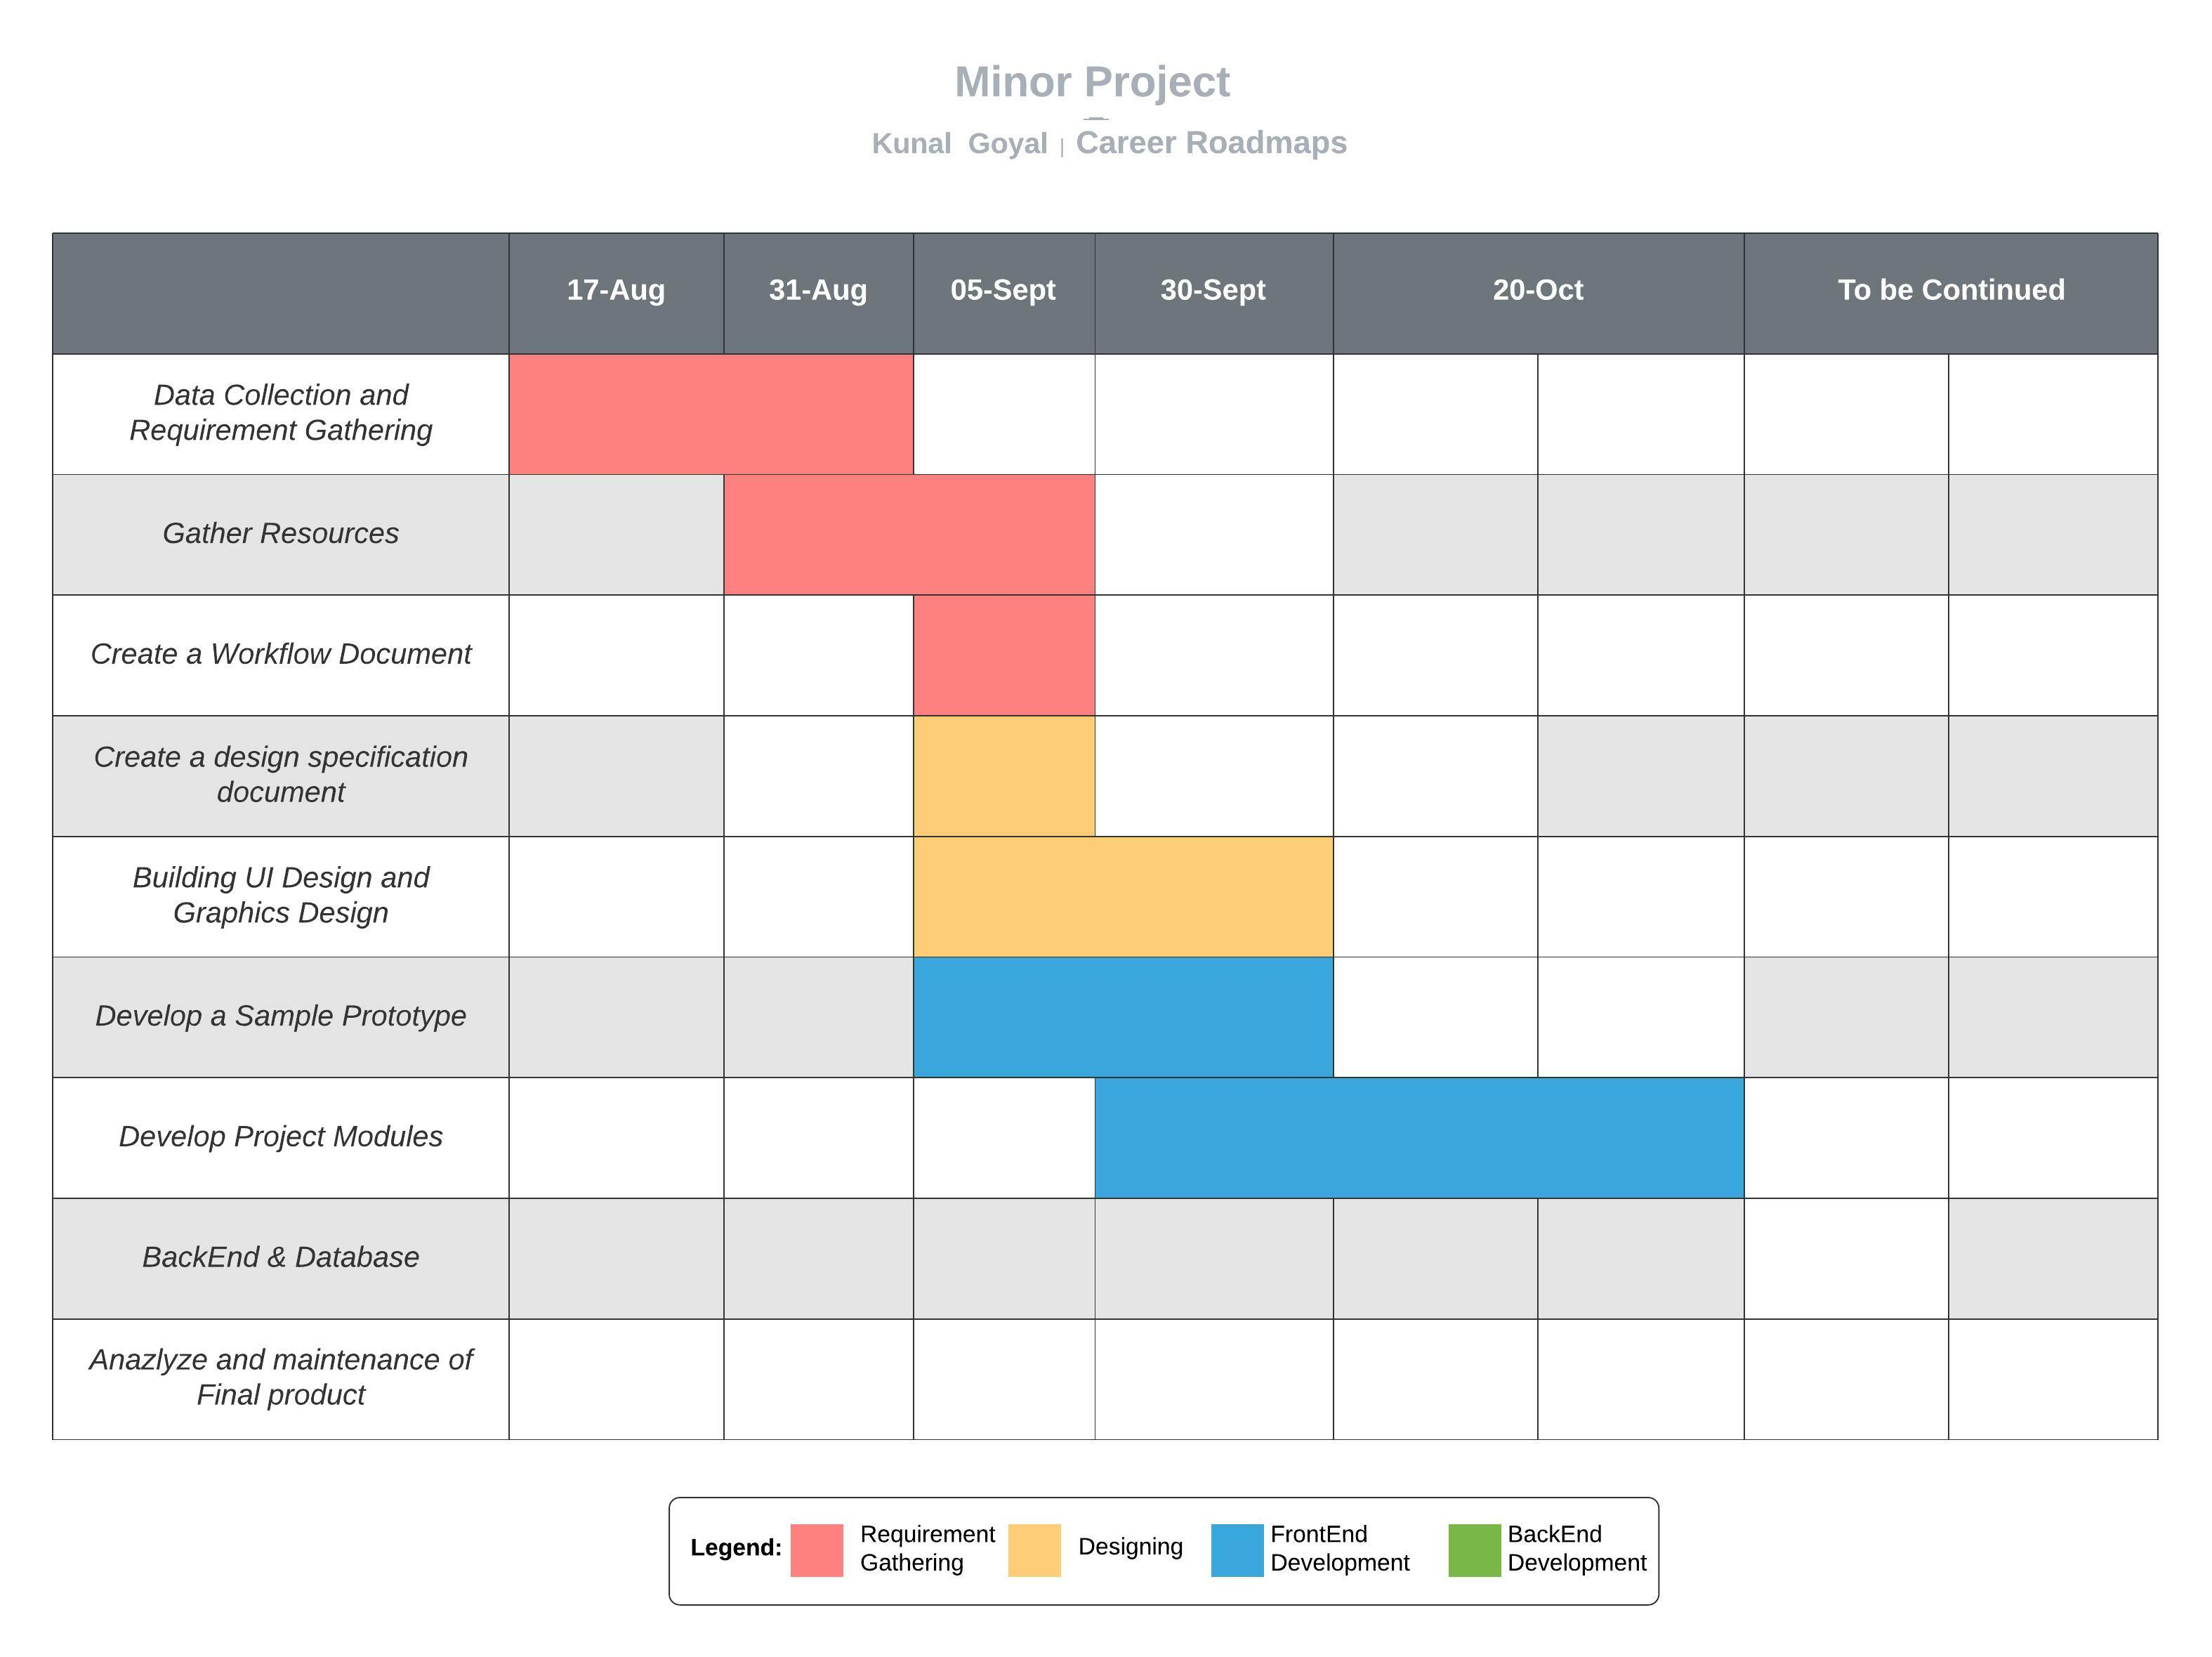 Minor Project
Kunal Goyal | Career Roadmaps
17-Aug 31-Aug 05-Sept 30-Sept 20-Oct To be Continued
Data Collection and
Requirement Gathering
Gather Resources
Create a Workflow Document
Create a design specification
document
Building UI Design and
Graphics Design
Develop a Sample Prototype
Develop Project Modules
BackEnd & Database
Anazlyze and maintenance of
Final product
Legend:
Requirement
Gathering
Designing
FrontEnd
Development
BackEnd
Development